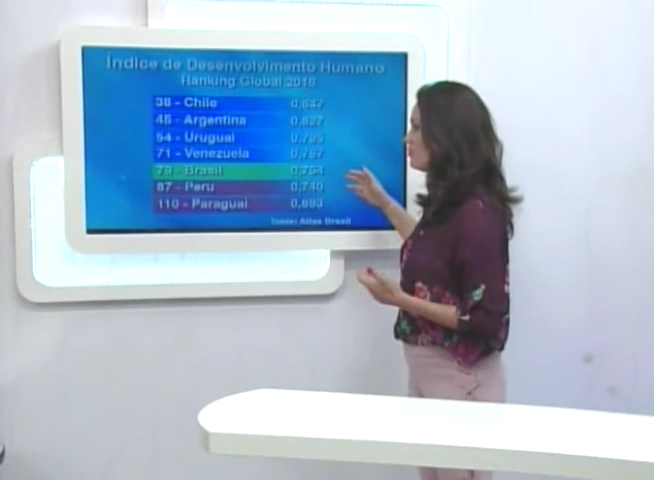 Índice de Desenvolvimento Humano
Ranking Global 2016
38 - Chile 0,847
45 - Argentina 0,827
54 - Uruguai 0,795
71 - Venezuela 0,767
79 - Brasil 0,754
87 - Peru 0,740
110 - Paraguai 0,693
fonte: Atlas Brasil